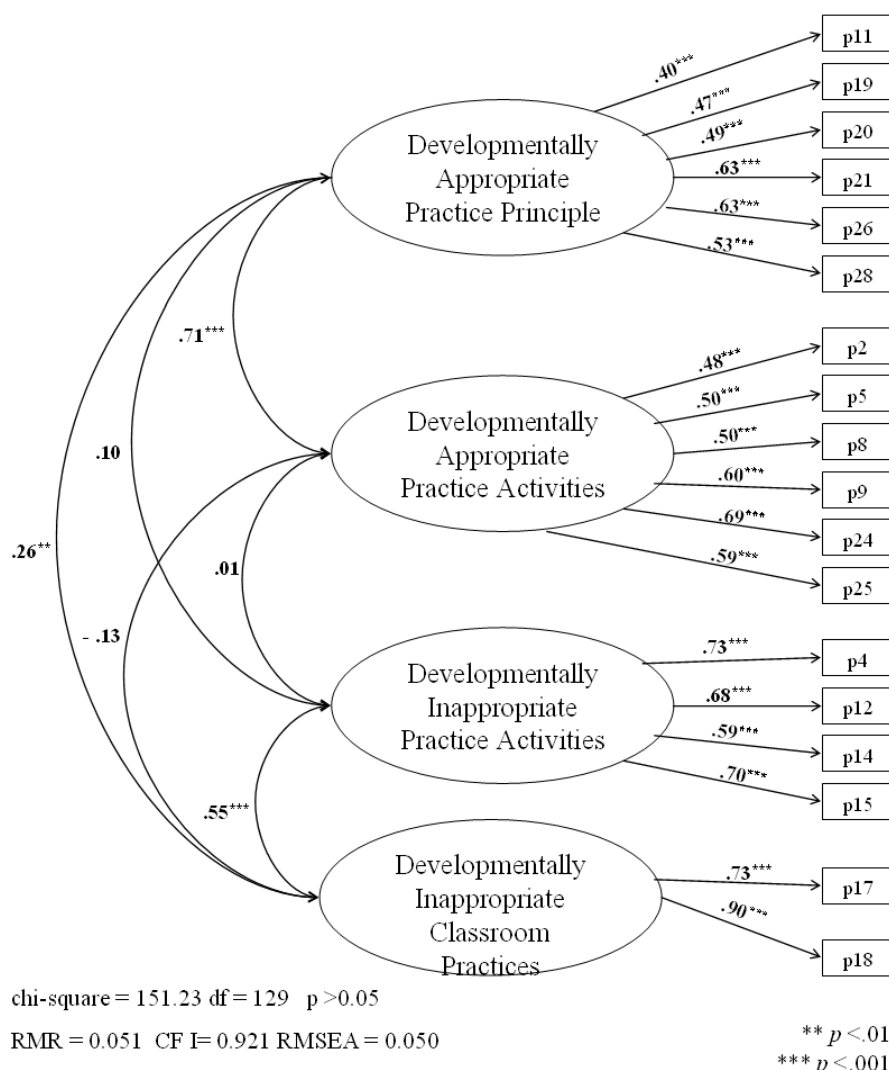 p11
.40***
p19
.47***
.49***
p20
Developmentally
Appropriate
Practice Principle
.63***
p21
.63***
p26
.53***
p28
.71***
.48***
p2
.50***
p5
Developmentally
Appropriate
Practice Activities
.50***
p8
.60***
p9
.69***
p24
.59***
p25
.10
.26**
.01
- .13
.73***
p4
Developmentally
Inappropriate
Practice Activities
.68***
p12
.59***
p14
.70***
p15
.55***
Developmentally
Inappropriate
Classroom
Practices
.73***
p17
.90***
p18
chi-square = 151.23 df = 129 p >0.05
RMR = 0.051 CF I= 0.921 RMSEA = 0.050
** p <.01
*** p <.001